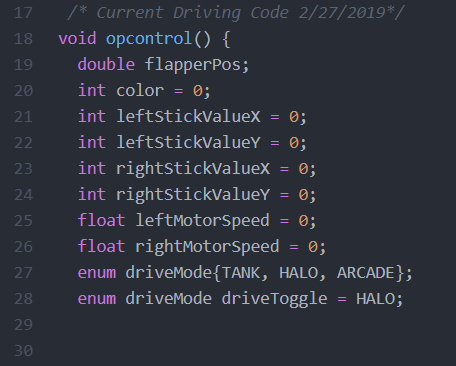 17 /* Current Driving Code 2/27/2019*/
18 void opcontrol() {
19 double flapperPos;
20 int color = 0;
21 int leftStickValueX = 0;
22 int leftStickValueY = 0;
23 int rightStickValueX = 0;
24 int rightStickValueY = 0;
25 float leftMotorSpeed = 0;
26 float rightMotorSpeed = 0;
27 enum driveMode{TANK, HALO, ARCADE};
28 enum driveMode driveToggle = HALO;
29
30